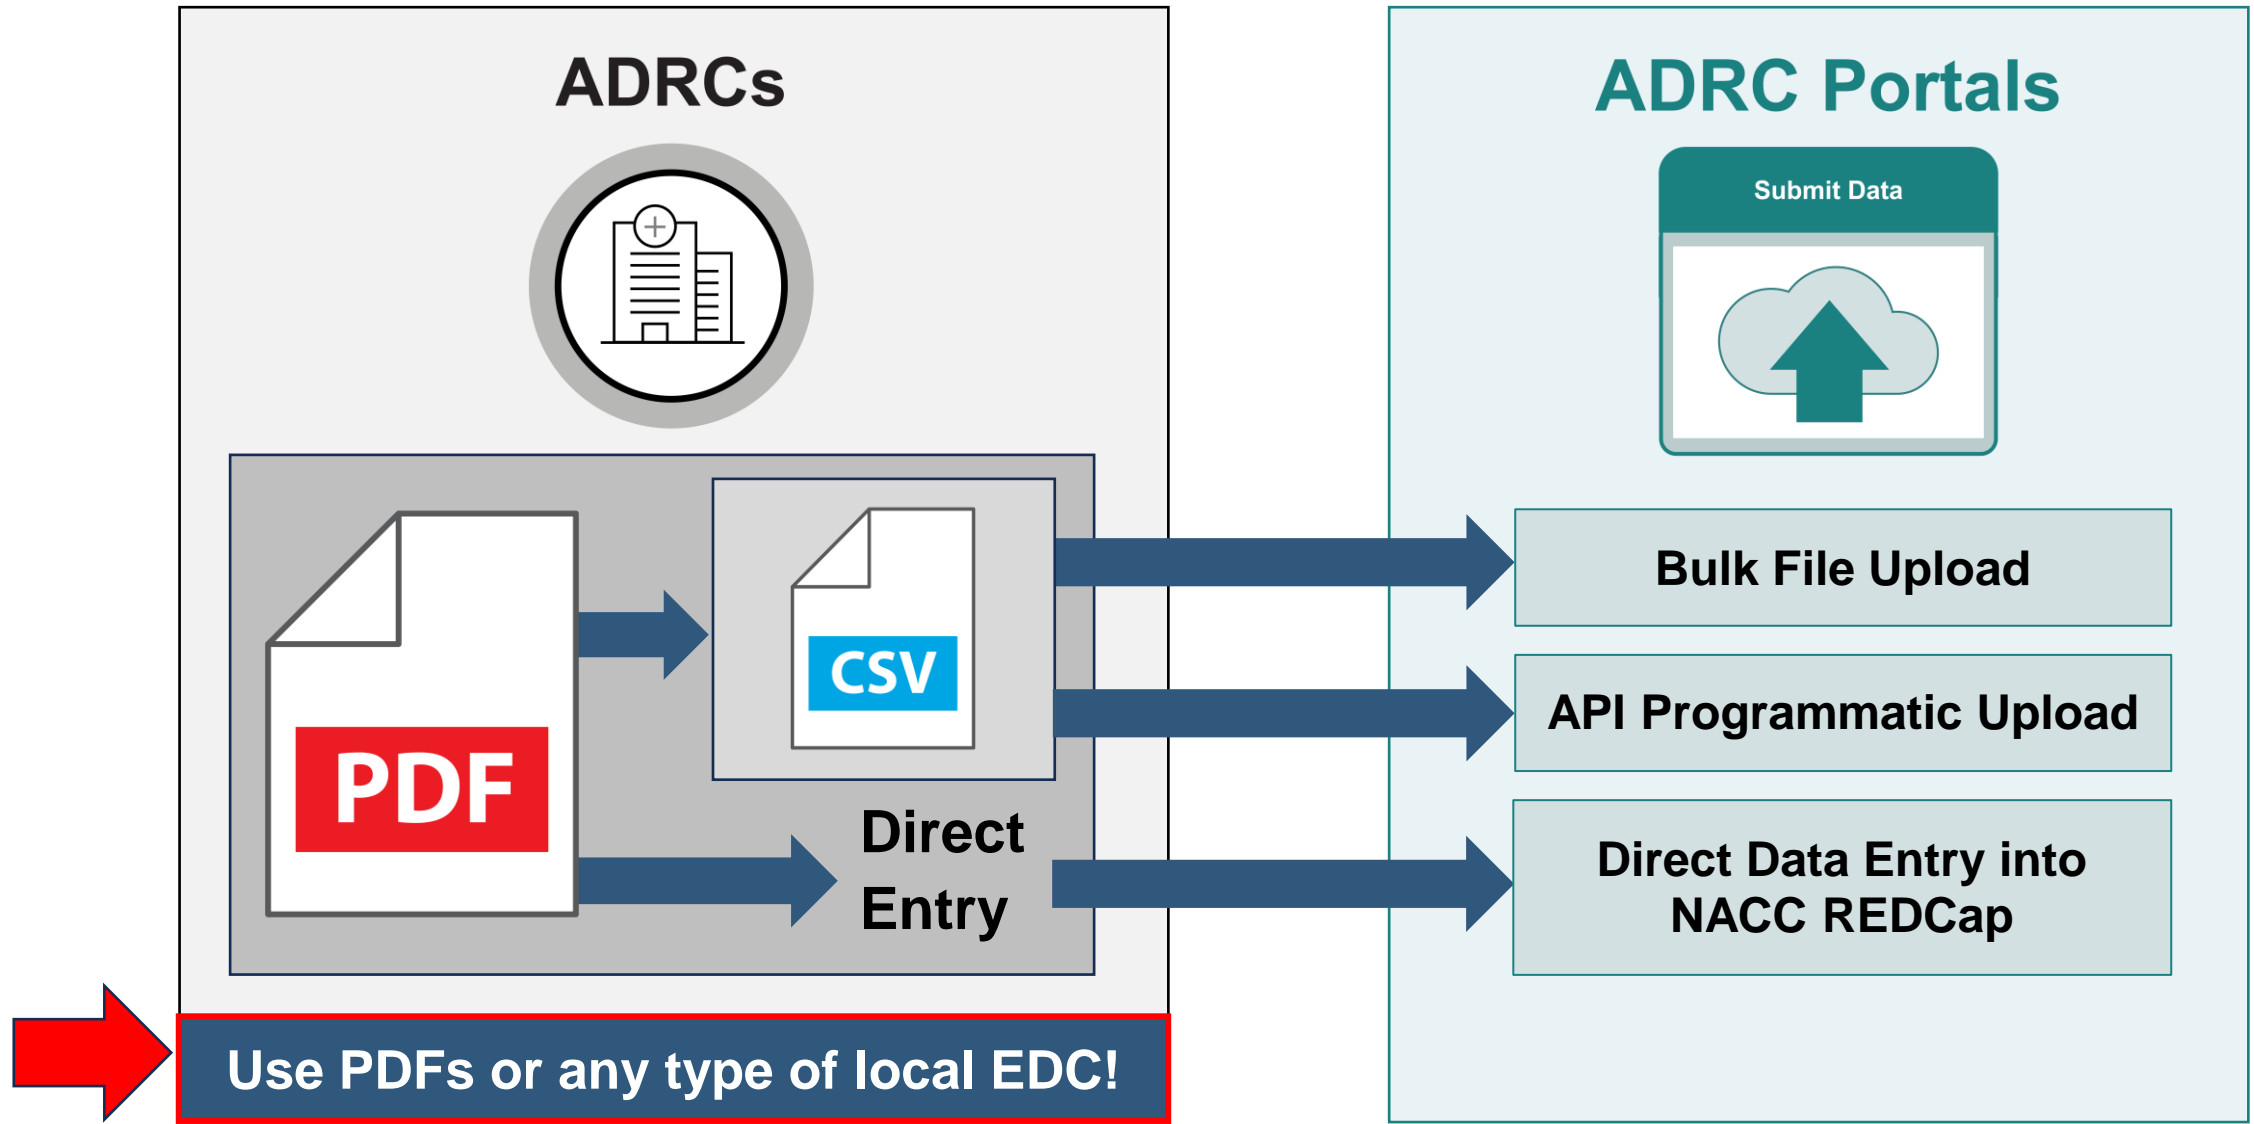 ADRCs
PDF
CSV
Direct
Entry
Use PDFs or any type of local EDC!
ADRC Portals
Submit Data
Bulk File Upload
API Programmatic Upload
Direct Data Entry into
NACC REDCap